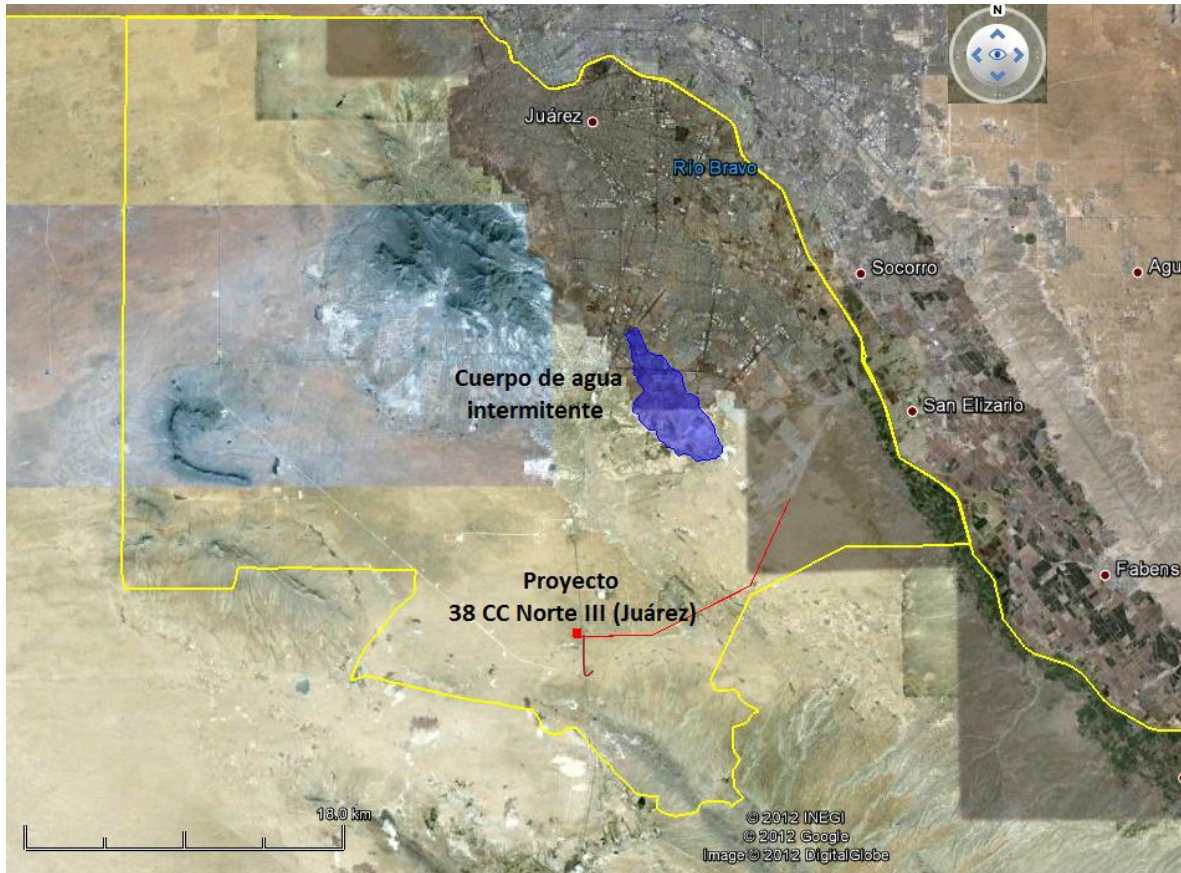 N
Juárez
Río Bravo
Socorro
Agu
Cuerpo de agua
intermitente
San Elizario
Proyecto
38 CC Norte III (Juárez)
Fabens
18.0 km
© 2012 INEGI
© 2012 Google
Image © 2012 DigitalGlobe